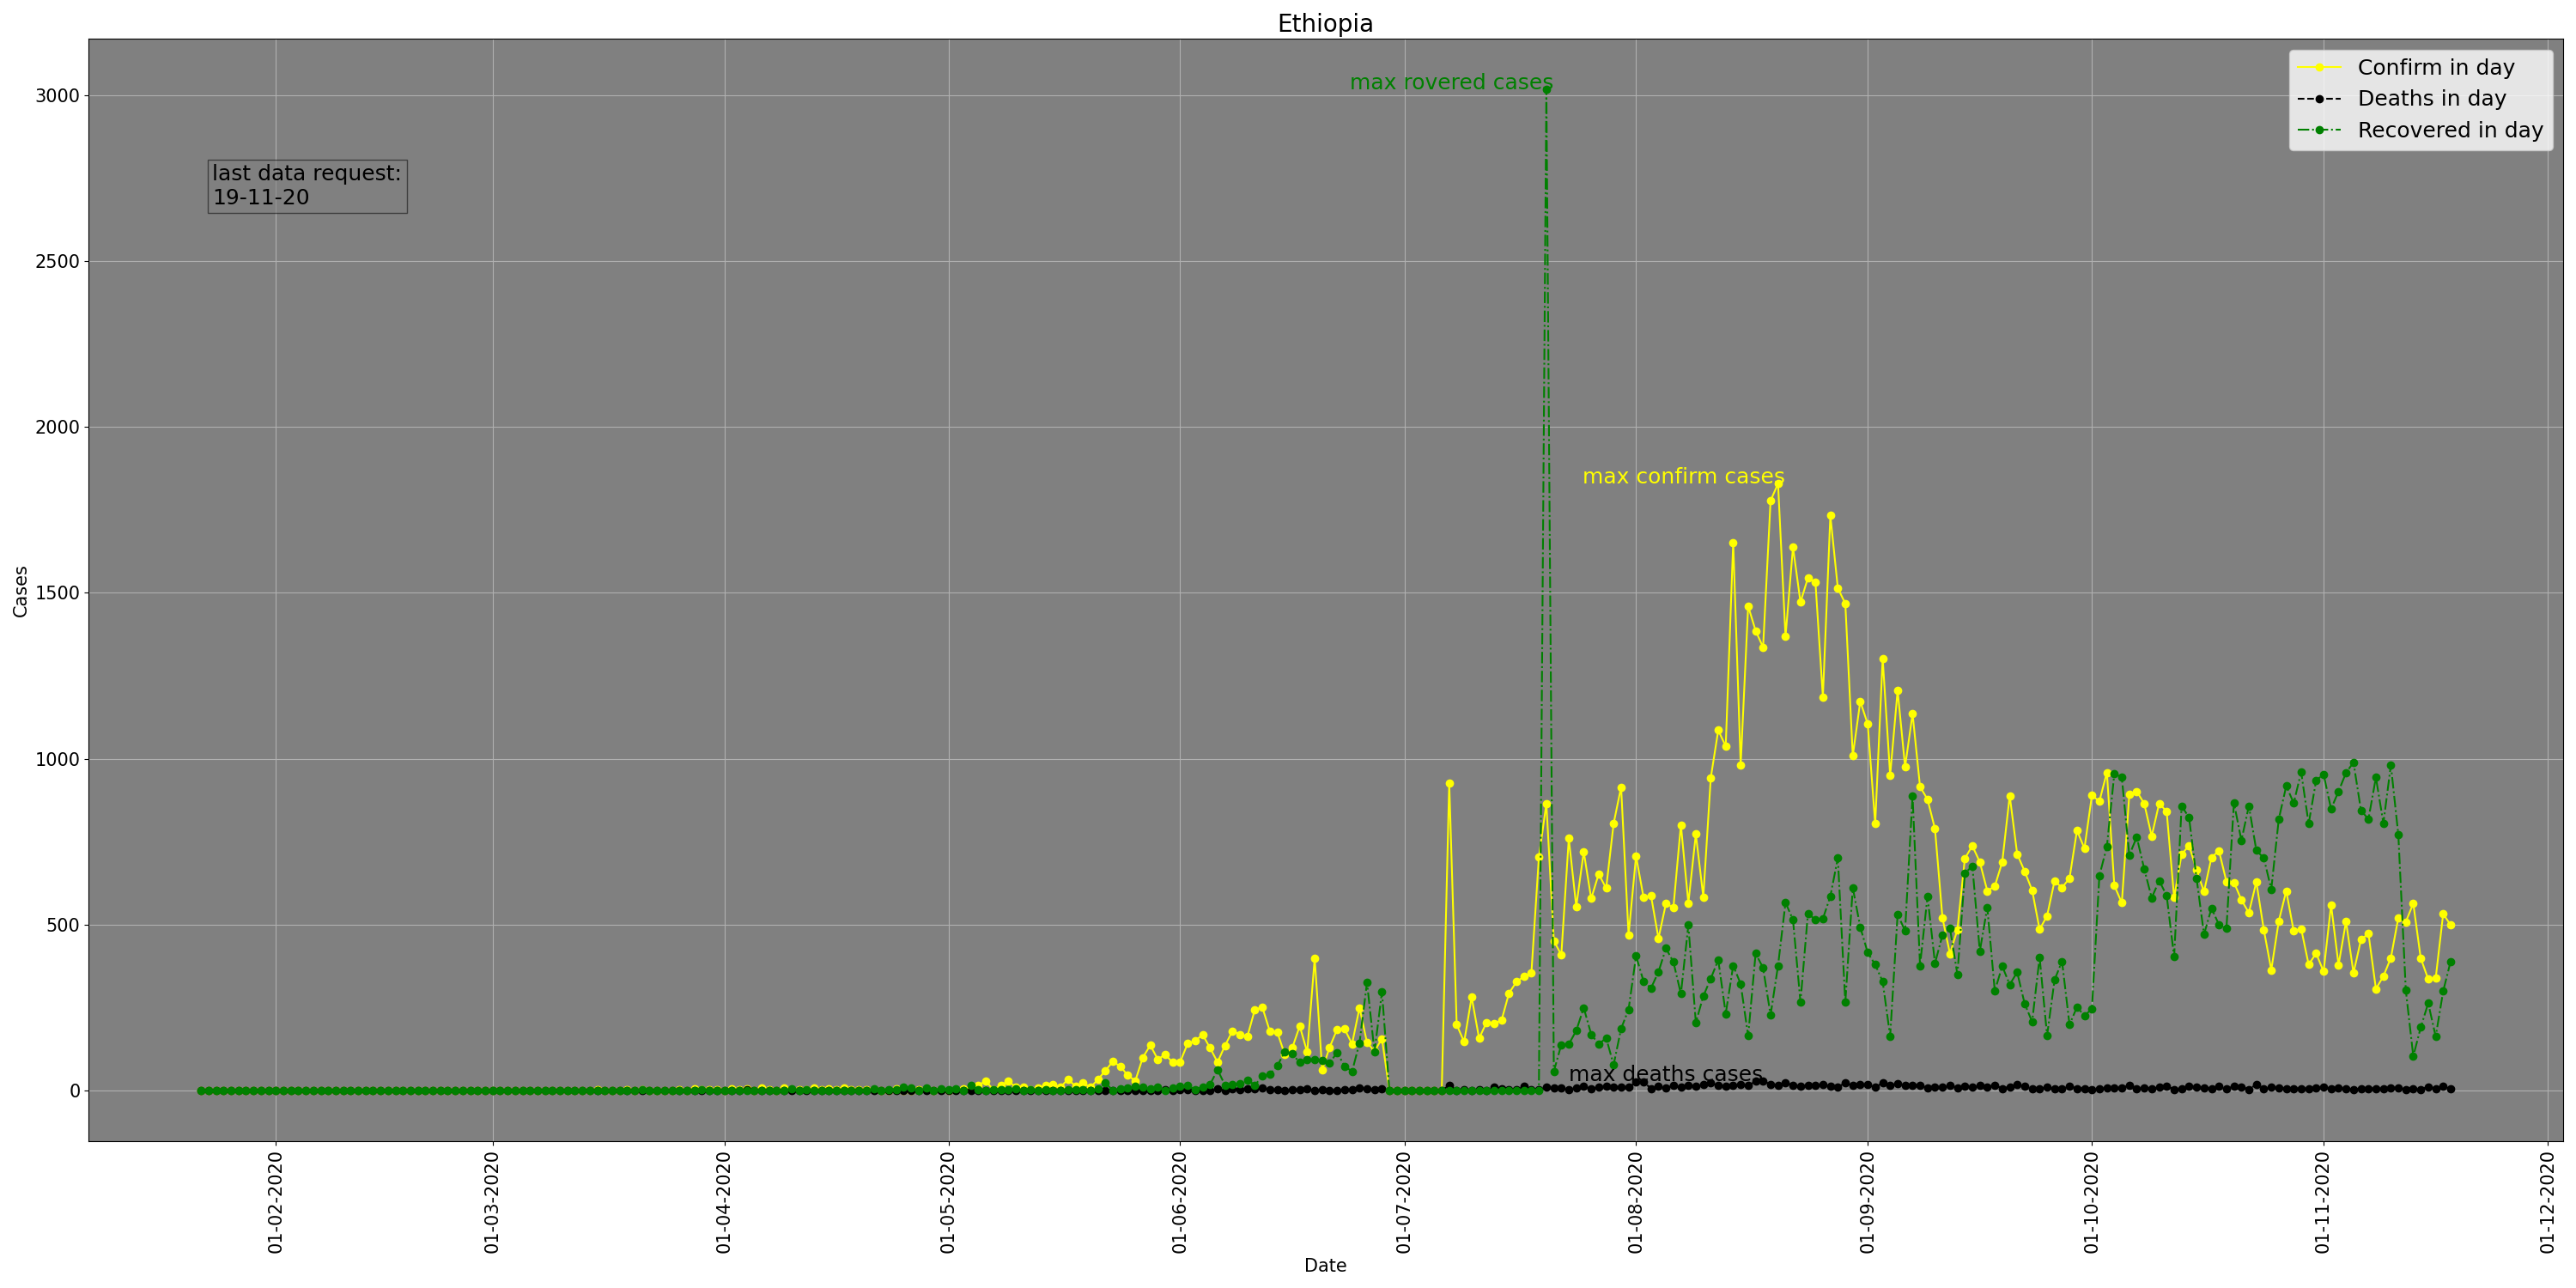 Ethiopia
max rovered cases
Confirm in day
Deaths in day
Recovered in day
last data request:
19-11-20
max confirm cases
max deaths cases
Cases
3000
2500
2000
1500
1000
500
0
01-02-2020
01-03-2020
01-04-2020
01-05-2020
01-06-2020
01-07-2020
01-08-2020
01-09-2020
01-10-2020
01-11-2020
01-12-2020
Date